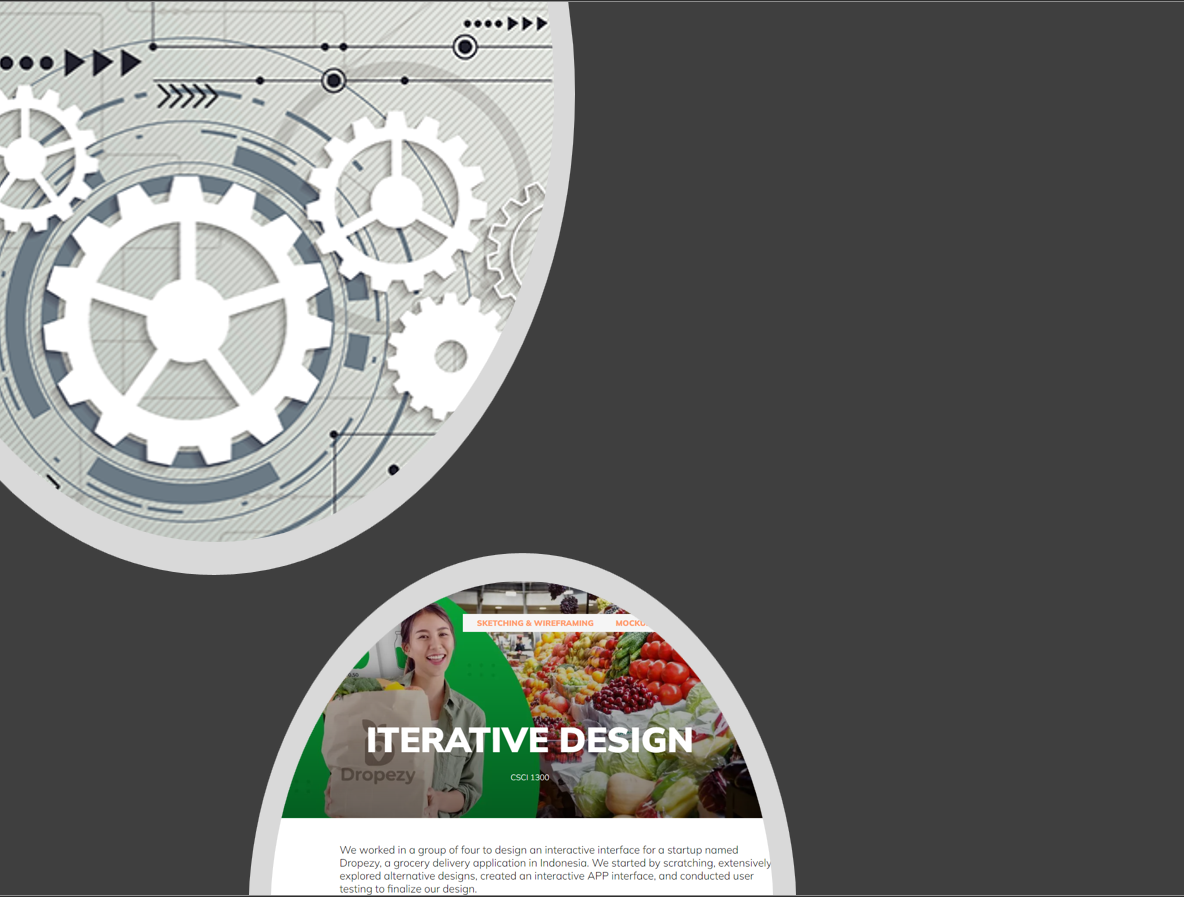 SKETCHING & WIREFRAMING
ITERATIVE DESIGN
Dropezy
CSCI 1300
We worked in a group of four to design an interactive interface for a startup named
Dropezy, a grocery delivery application in Indonesia. We started by scratching, extensively
explored alternative designs, created an interactive APP interface, and conducted user
testing to finalize our design.